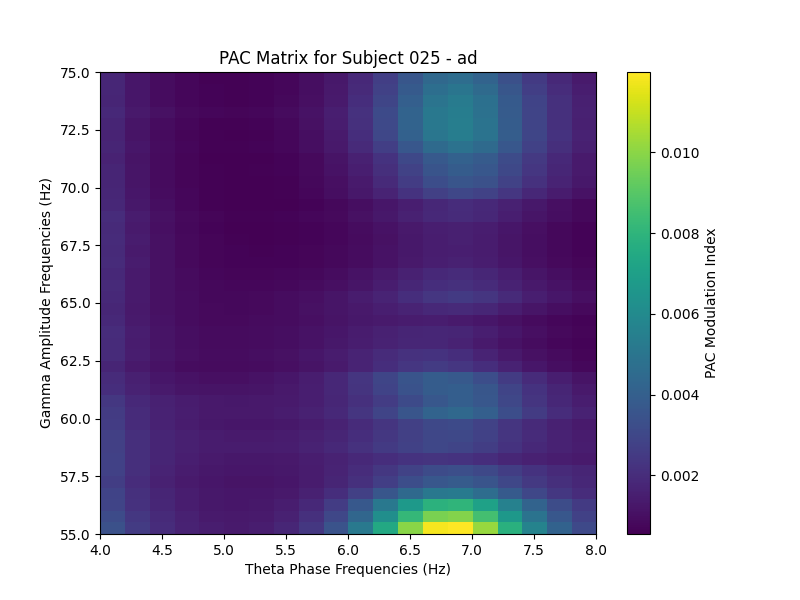 PAC Matrix for Subject 025 - ad
75.0
72.5
70.0
67.5
65.0
62.5
60.0
57.5
55.0
Gamma Amplitude Frequencies (Hz)
4.0 4.5 5.0 5.5 6.0 6.5 7.0 7.5 8.0
Theta Phase Frequencies (Hz)
0.010
0.008
0.006
0.004
0.002
PAC Modulation Index